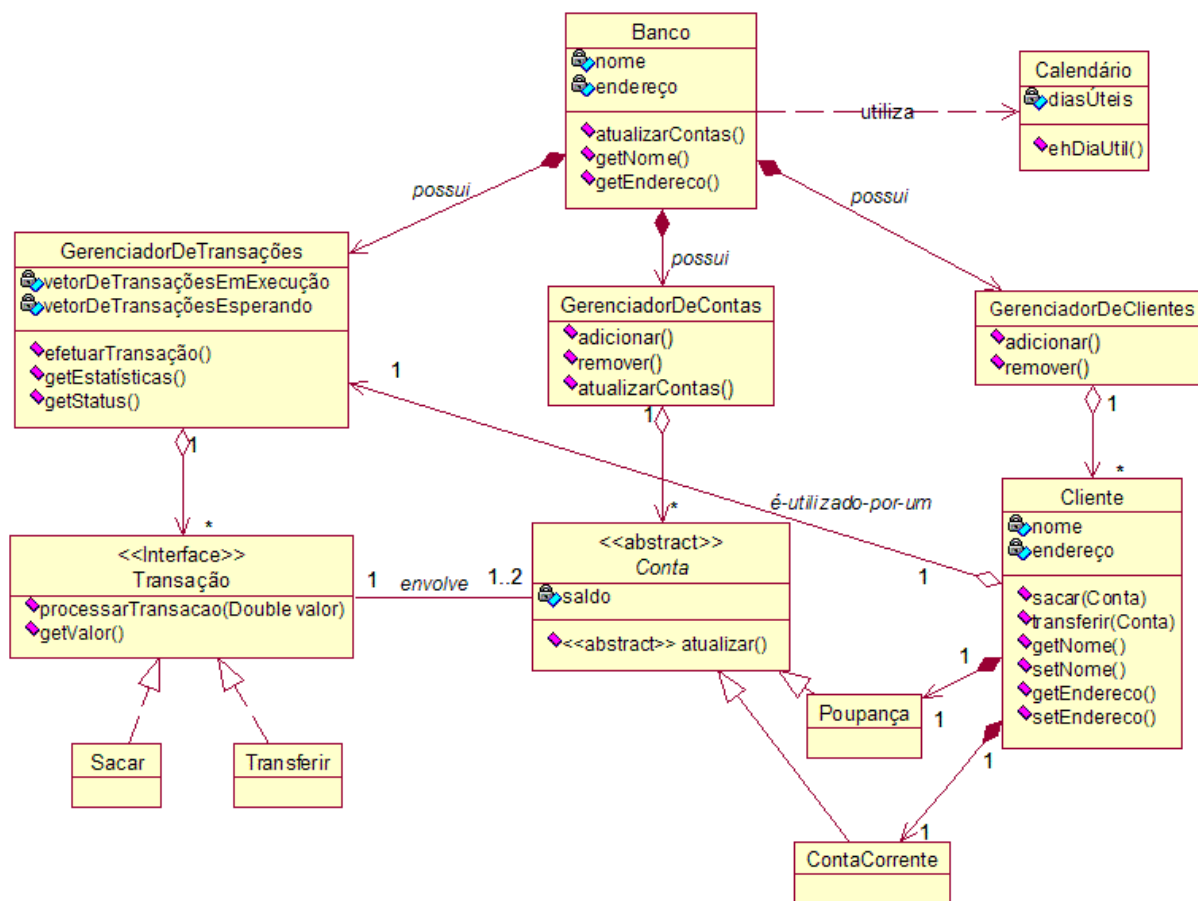 Banco
nome
endereço
atualizarContas()
getNome()
getEndereco()
utiliza
Calendário
diasÚteis
ehDiaUtil()
possui
possui
possui
GerenciadorDeTransações
vetorDeTransaçõesEmExecução
vetorDeTransaçõesEsperando
efetuarTransação()
getEstatísticas()
getStatus()
GerenciadorDeContas
adicionar()
remover()
atualizarContas()
GerenciadorDeClientes
adicionar()
remover()
1
1
1
1
*
*
*
é-utilizado-por-um
1
<<Interface>>
Transação
processarTransacao(Double valor)
getValor()
1
envolve
1..2
<<abstract>>
Conta
saldo
<<abstract>> atualizar()
Cliente
nome
endereço
sacar(Conta)
transferir(Conta)
getNome()
setNome()
getEndereco()
setEndereco()
1
1
1
1
Poupança
Sacar
Transferir
ContaCorrente